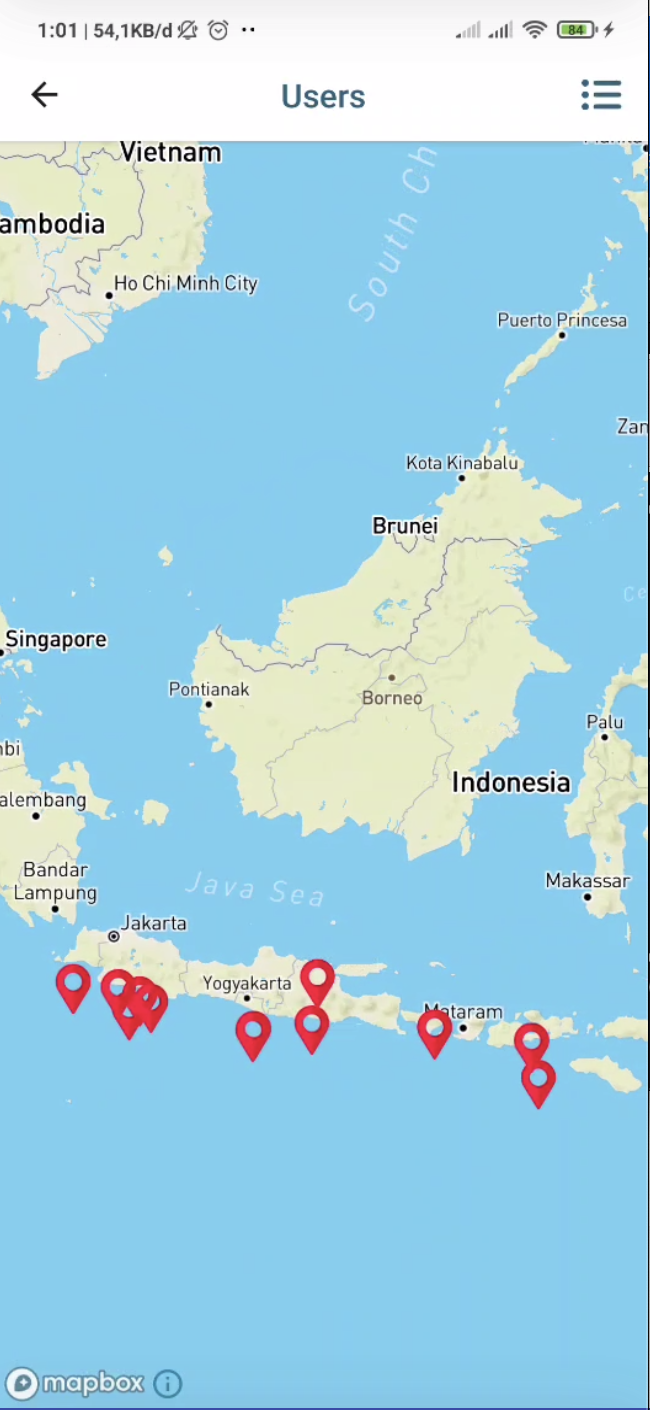 1:01 | 54,1KB/d
84
Users
Vietnam
South Ch
ambodia
Ho Chi Minh City
Puerto Princesa
Zan
Kota Kinabalu
Brunei
Ce
Singapore
Pontianak
Borneo
Palu
nbi
Indonesia
alembang
Bandar
Lampung
Java Sea
Makassar
Jakarta
Yogyakarta
Mataram
mapbox